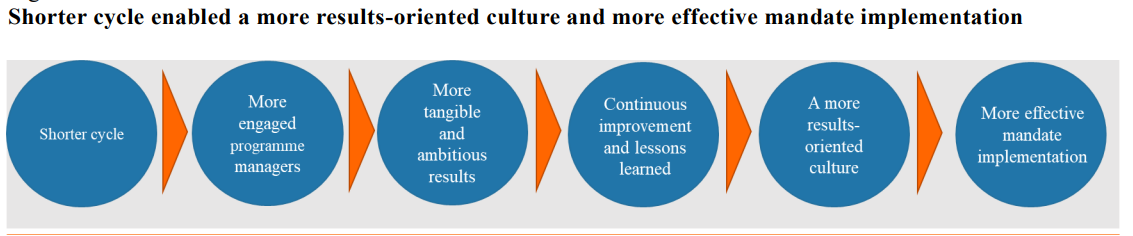 Shorter cycle enabled a more results-oriented culture and more effective mandate implementation
Shorter cycle
More
engaged
programme
managers
More
tangible
and
ambitious
results
Continuous
improvement
and lessons
learned
A more
results-
oriented
culture
More effective
mandate
implementation